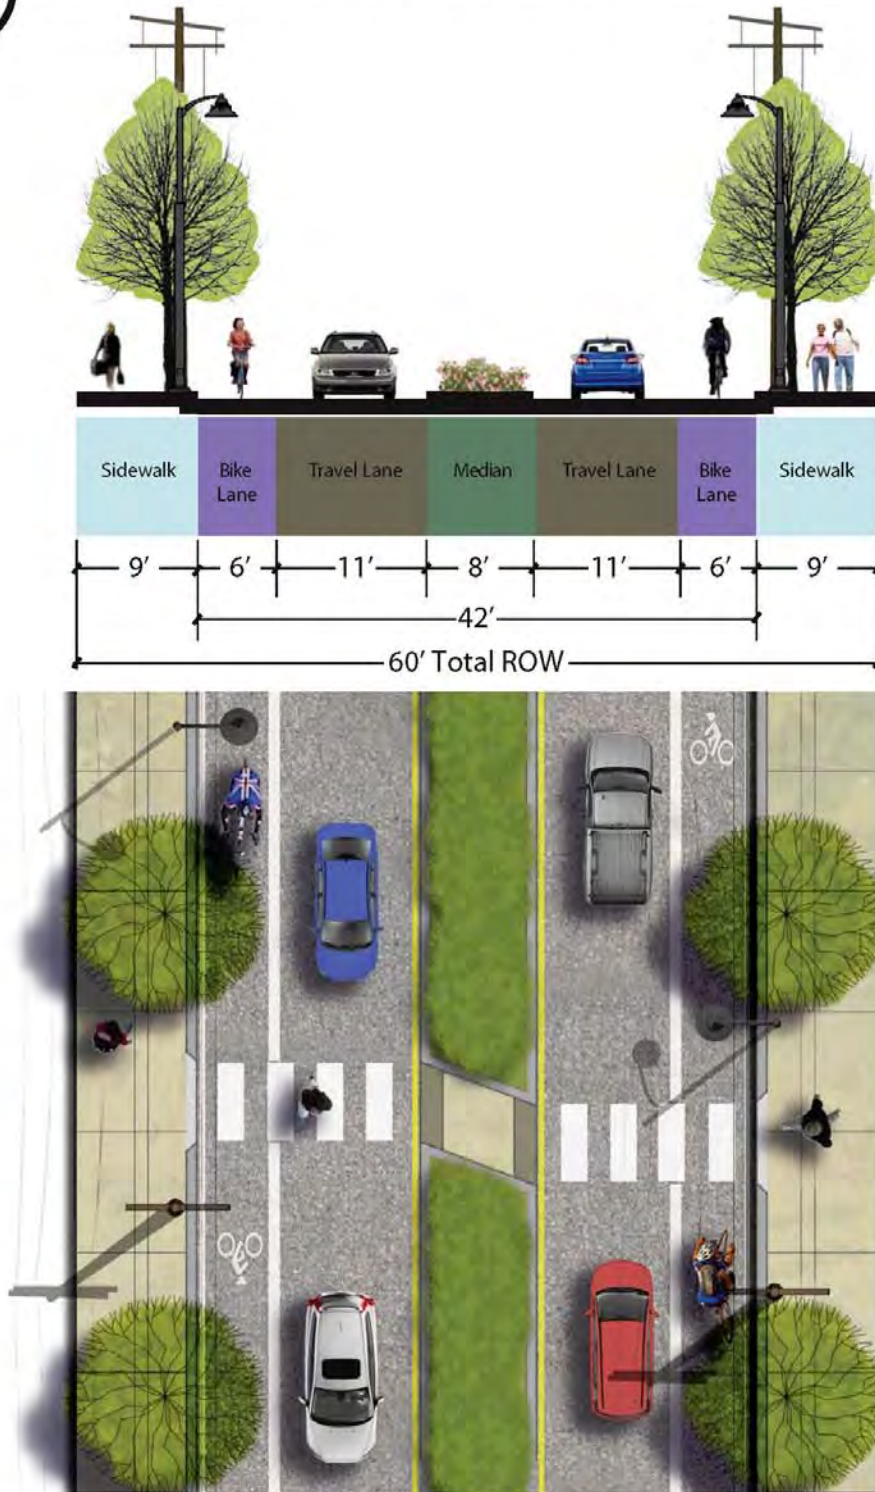 Sidewalk Bike Lane Travel Lane Median Travel Lane Bike Lane Sidewalk
9' 6' 11' 8' 11' 6' 9'
42'
60' Total ROW